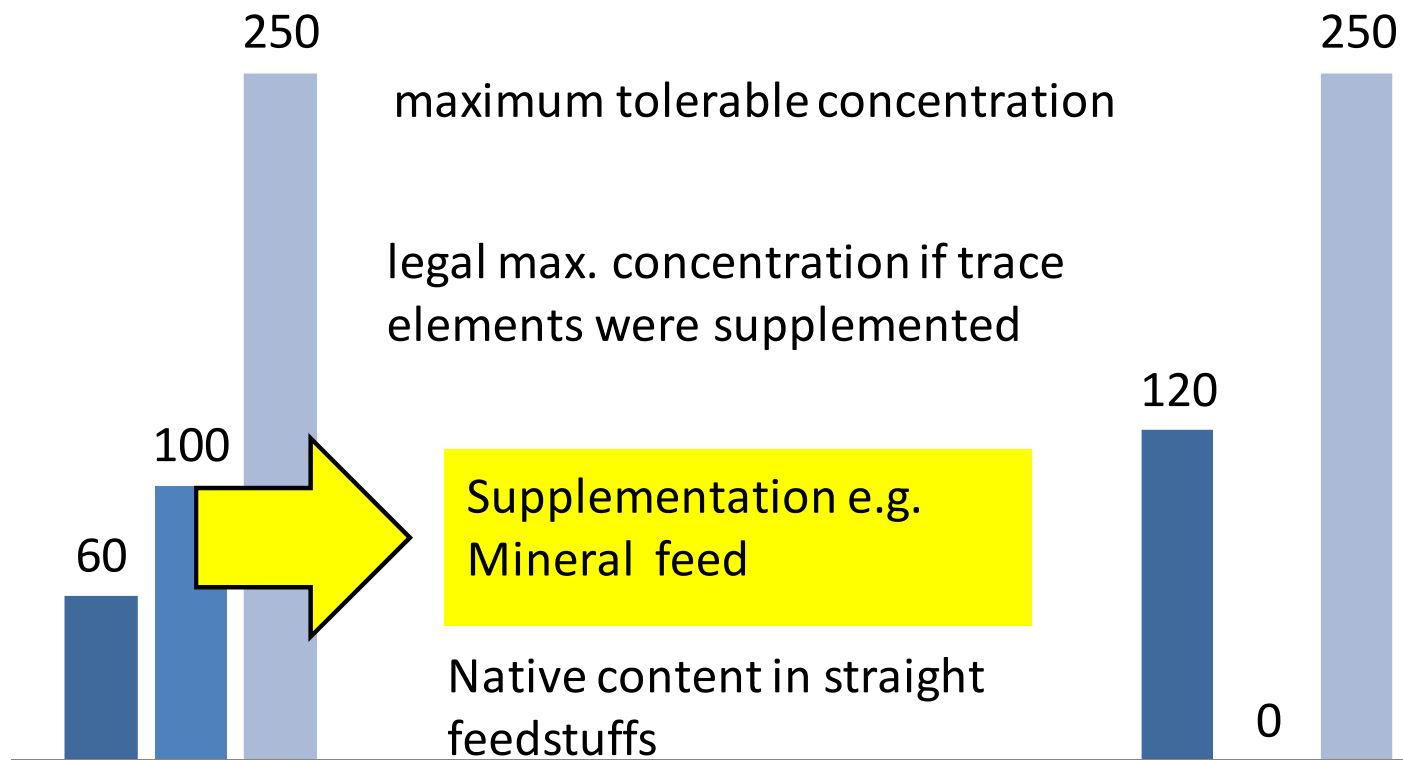 250
250
maximum tolerable concentration
legal max. concentration if trace
elements were supplemented
120
100
Supplementation e.g.
Mineral feed
60
Native content in straight
feedstuffs
0